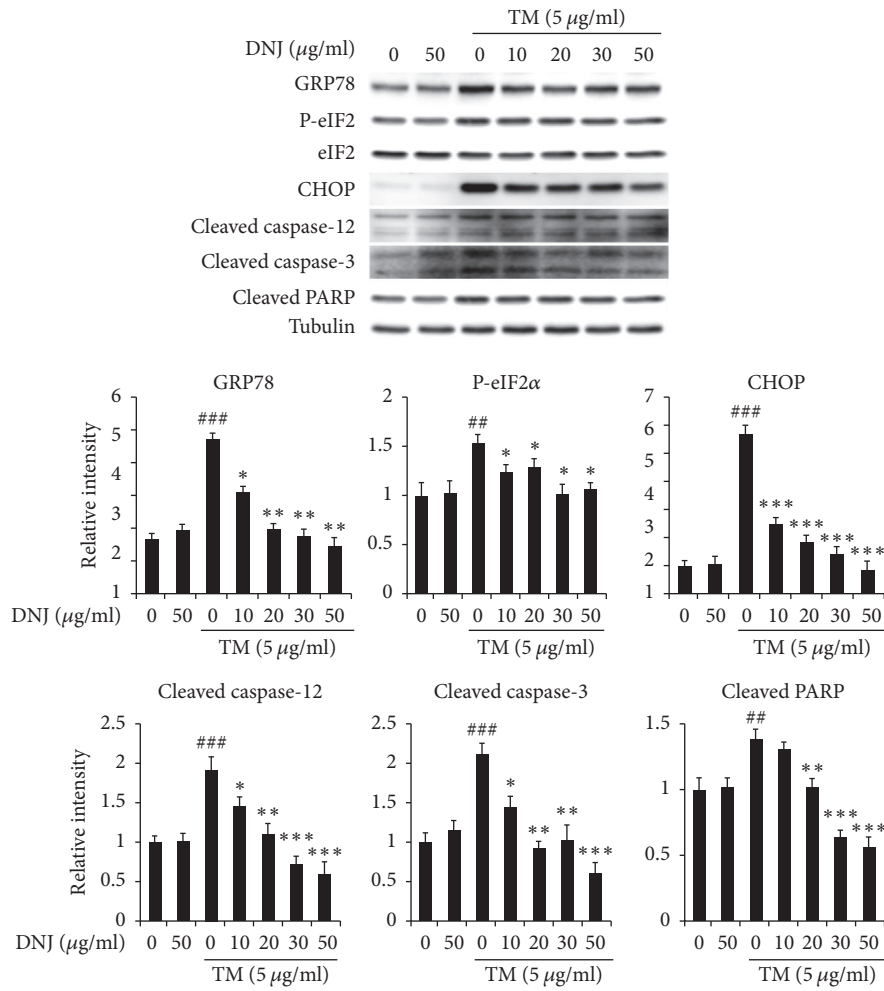 TM (5 μg/ml)
DNJ (μg/ml) 0 50 0 10 20 30 50
GRP78
P-eIF2
eIF2
CHOP
Cleaved caspase-12
Cleaved caspase-3
Cleaved PARP
Tubulin
GRP78
Relative intensity
6
5
4
3
2
1
###
*
**
**
**
DNJ (μg/ml) 0 50 0 10 20 30 50
TM (5 μg/ml)
P-eIF2α
2
1.5
1
0.5
0
##
*
*
*
*
0 50 0 10 20 30 50
TM (5 μg/ml)
CHOP
7
6
5
4
3
2
1
###
***
***
***
***
0 50 0 10 20 30 50
TM (5 μg/ml)
Cleaved caspase-12
Relative intensity
2.5
2
1.5
1
0.5
0
###
*
**
***
***
DNJ (μg/ml) 0 50 0 10 20 30 50
TM (5 μg/ml)
Cleaved caspase-3
2.5
2
1.5
1
0.5
0
###
*
**
**
***
0 50 0 10 20 30 50
TM (5 μg/ml)
Cleaved PARP
1.5
1
0.5
0
##
**
***
***
0 50 0 10 20 30 50
TM (5 μg/ml)